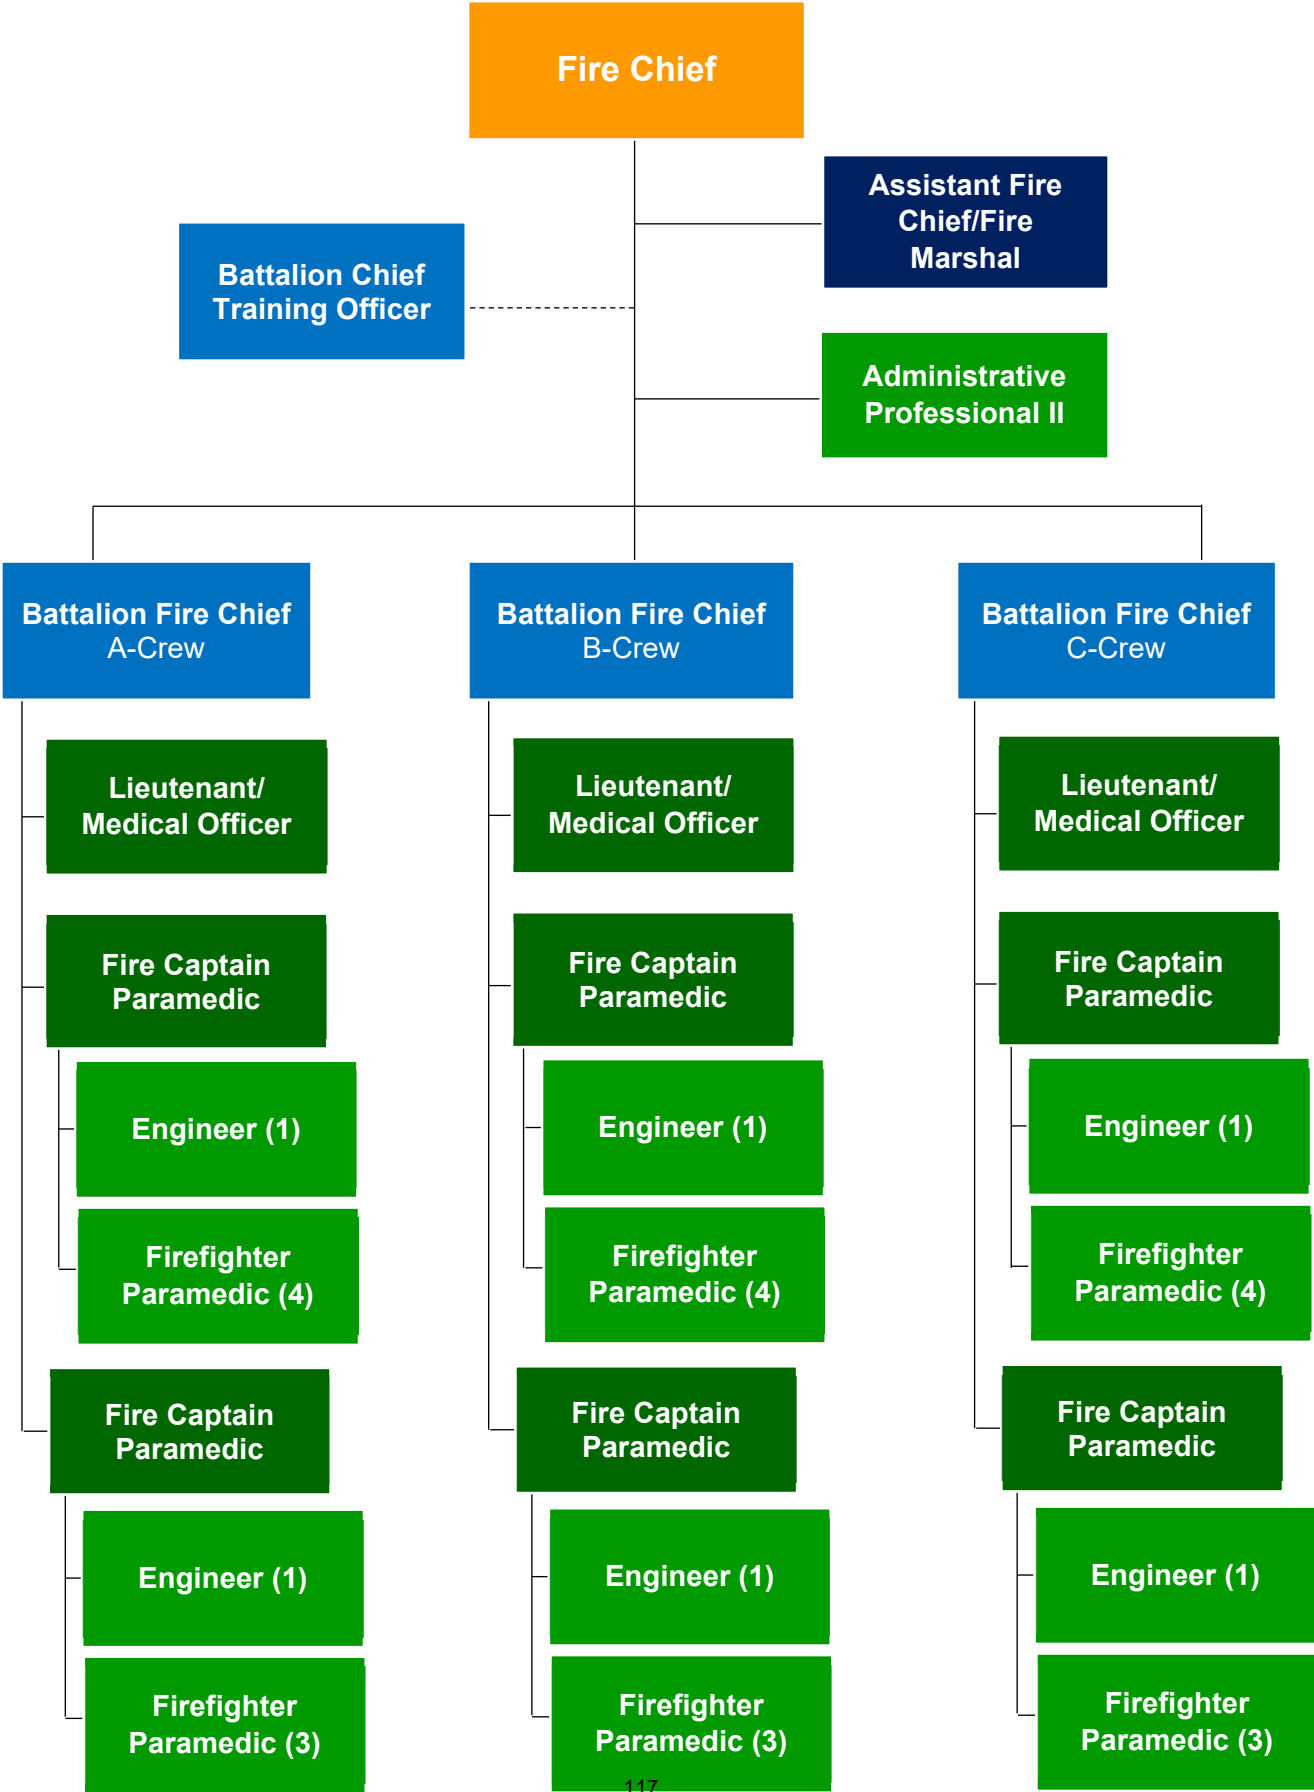 Fire Chief
Assistant Fire
Chief/Fire
Marshal
Battalion Chief
Training Officer
Administrative
Professional II
Battalion Fire Chief
A-Crew
Lieutenant/
Medical Officer
Fire Captain
Paramedic
Engineer (1)
Firefighter
Paramedic (4)
Fire Captain
Paramedic
Engineer (1)
Firefighter
Paramedic (3)
Battalion Fire Chief
B-Crew
Lieutenant/
Medical Officer
Fire Captain
Paramedic
Engineer (1)
Firefighter
Paramedic (4)
Fire Captain
Paramedic
Engineer (1)
Firefighter
Paramedic (3)
Battalion Fire Chief
C-Crew
Lieutenant/
Medical Officer
Fire Captain
Paramedic
Engineer (1)
Firefighter
Paramedic (4)
Fire Captain
Paramedic
Engineer (1)
Firefighter
Paramedic (3)
117